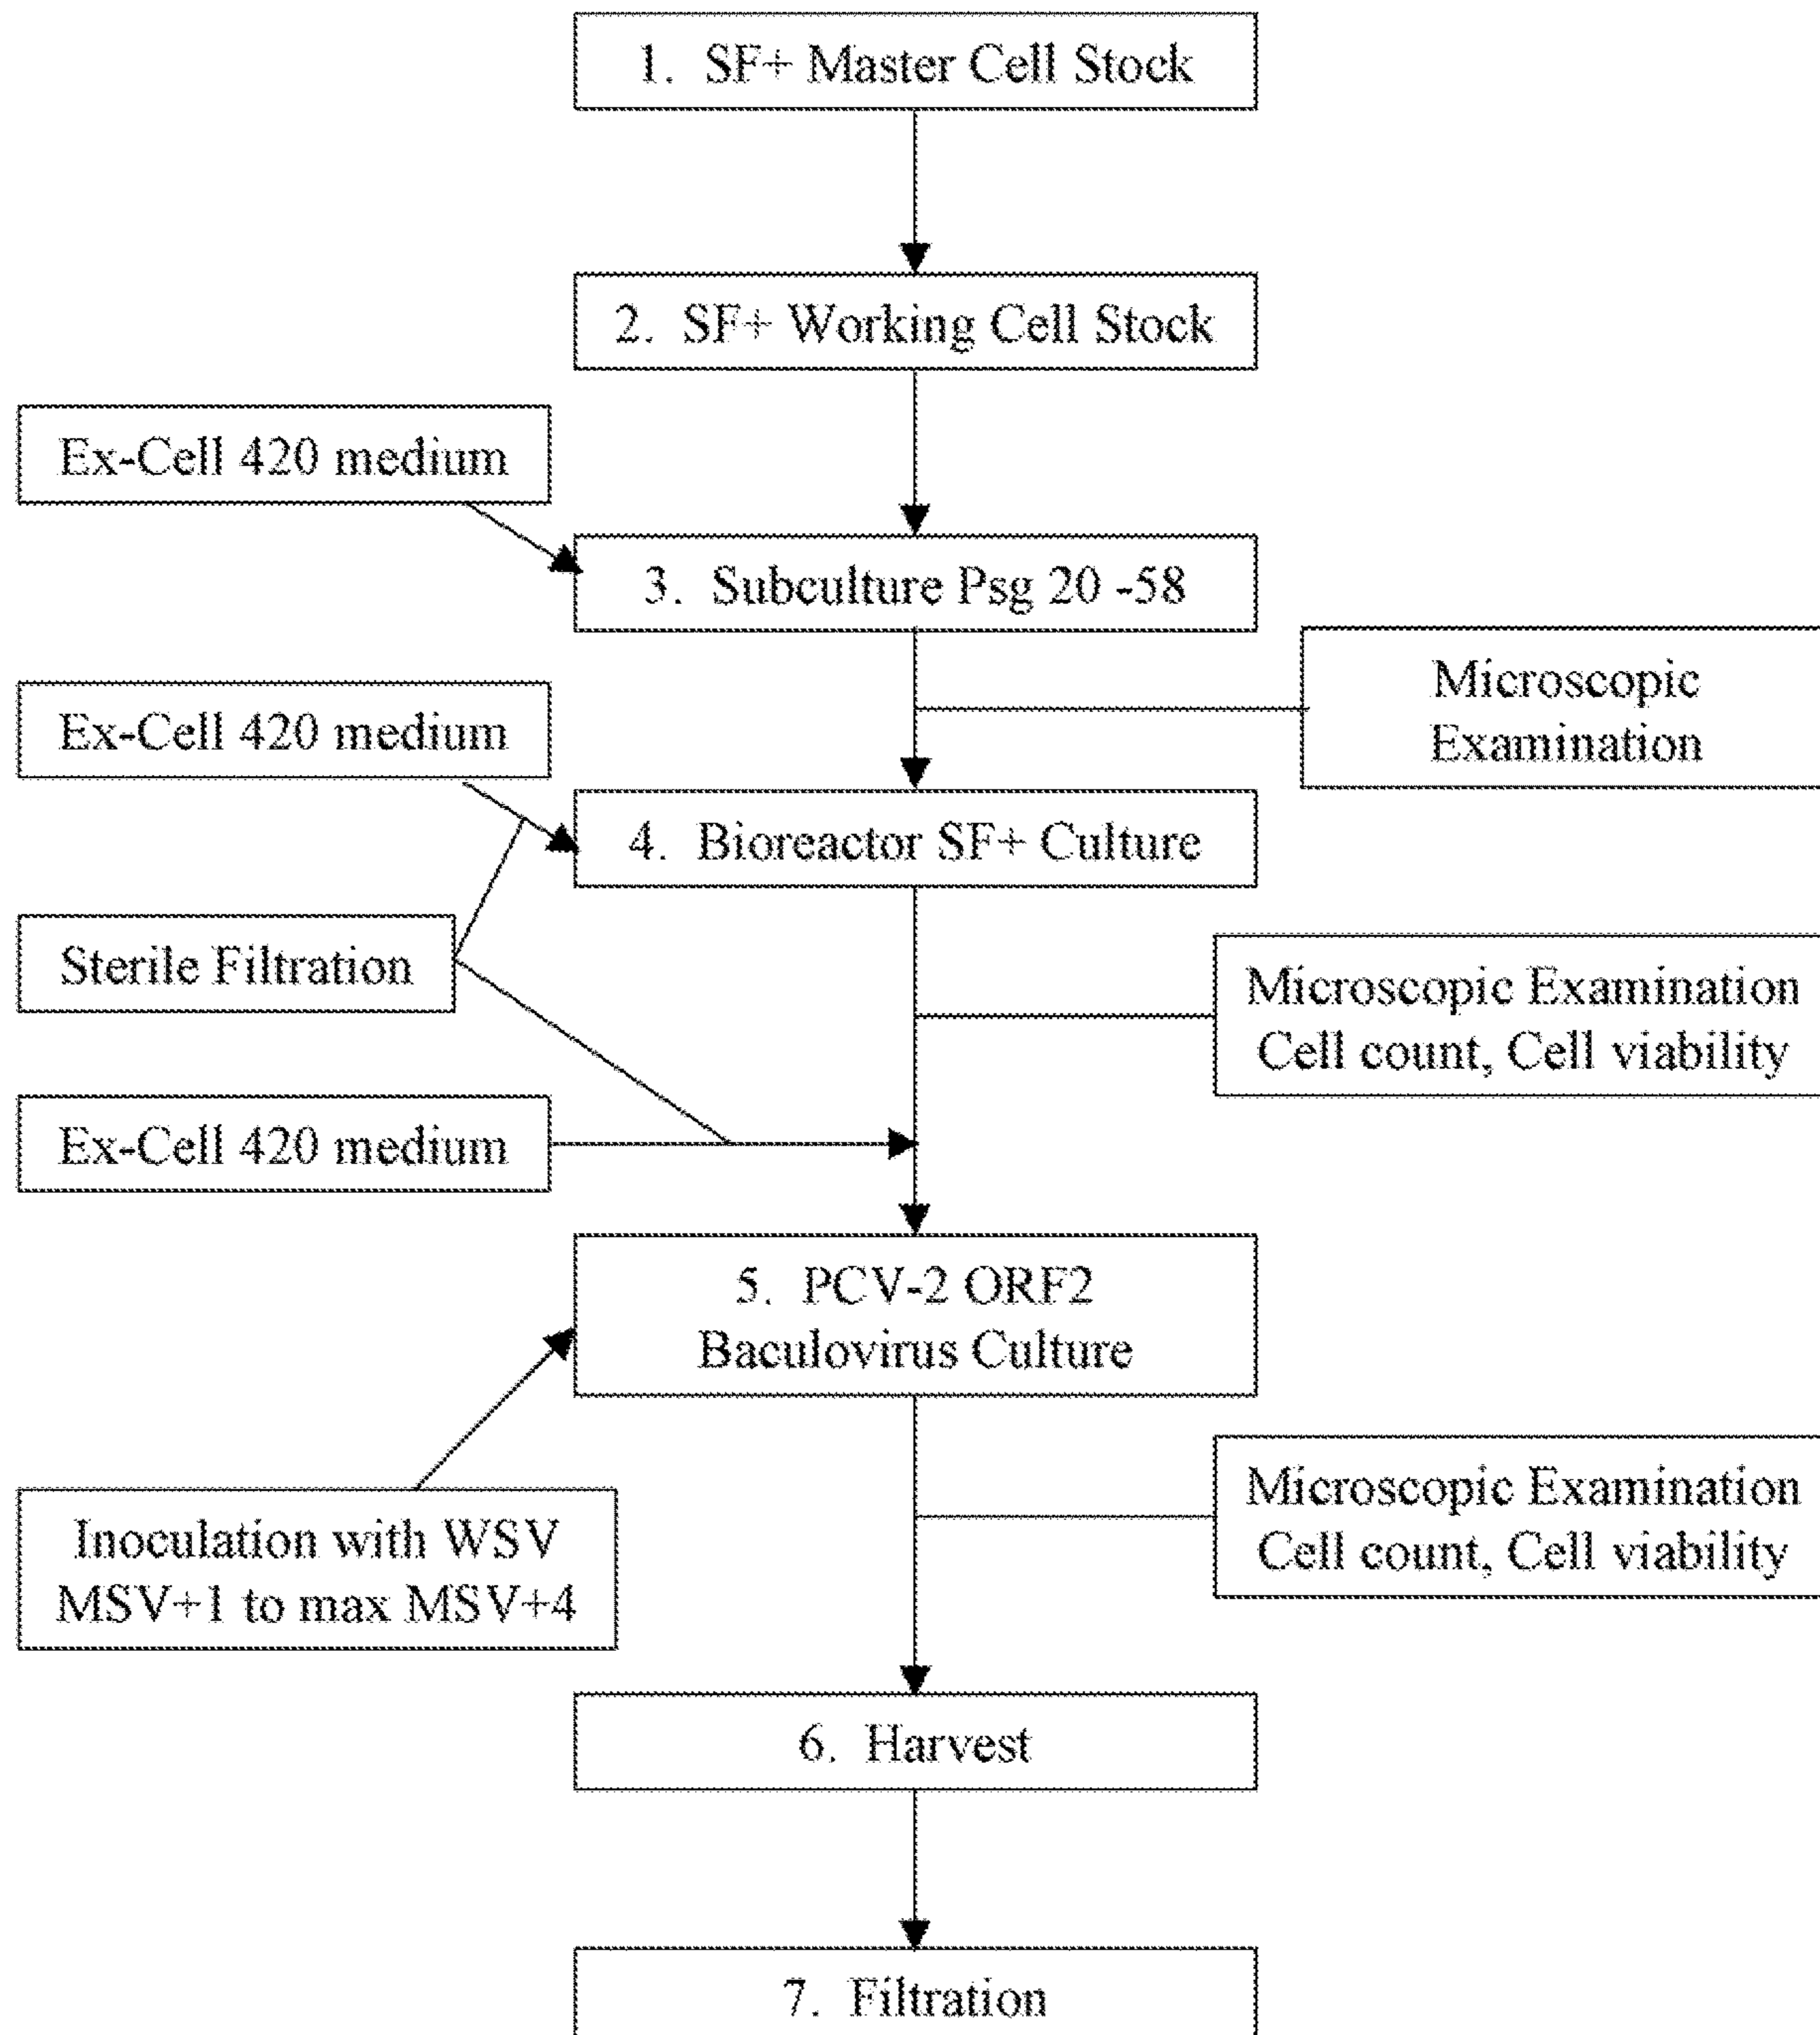 1. SF+ Master Cell Stock
2. SF+ Working Cell Stock
Ex-Cell 420 medium
3. Subculture Psg 20 -58
Microscopic
Examination
Ex-Cell 420 medium
4. Bioreactor SF+ Culture
Sterile Filtration
Microscopic Examination
Cell count, Cell viability
Ex-Cell 420 medium
5. PCV-2 ORF2
Baculovirus Culture
Inoculation with WSV
MSV+1 to max MSV+4
Microscopic Examination
Cell count, Cell viability
6. Harvest
7. Filtration